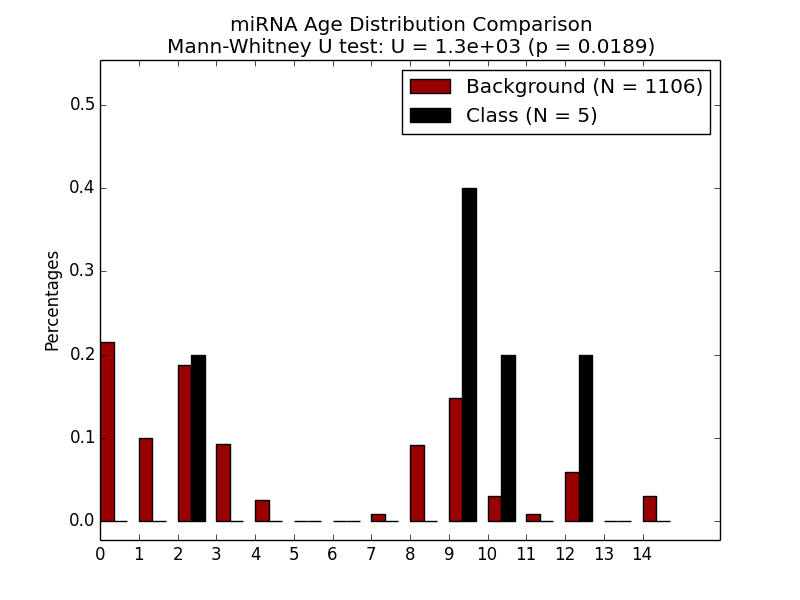 miRNA Age Distribution Comparison
Mann-Whitney U test: U = 1.3e+03 (p = 0.0189)
Background (N = 1106)
Class (N = 5)
Percentages
0.5
0.4
0.3
0.2
0.1
0.0
0 1 2 3 4 5 6 7 8 9 10 11 12 13 14